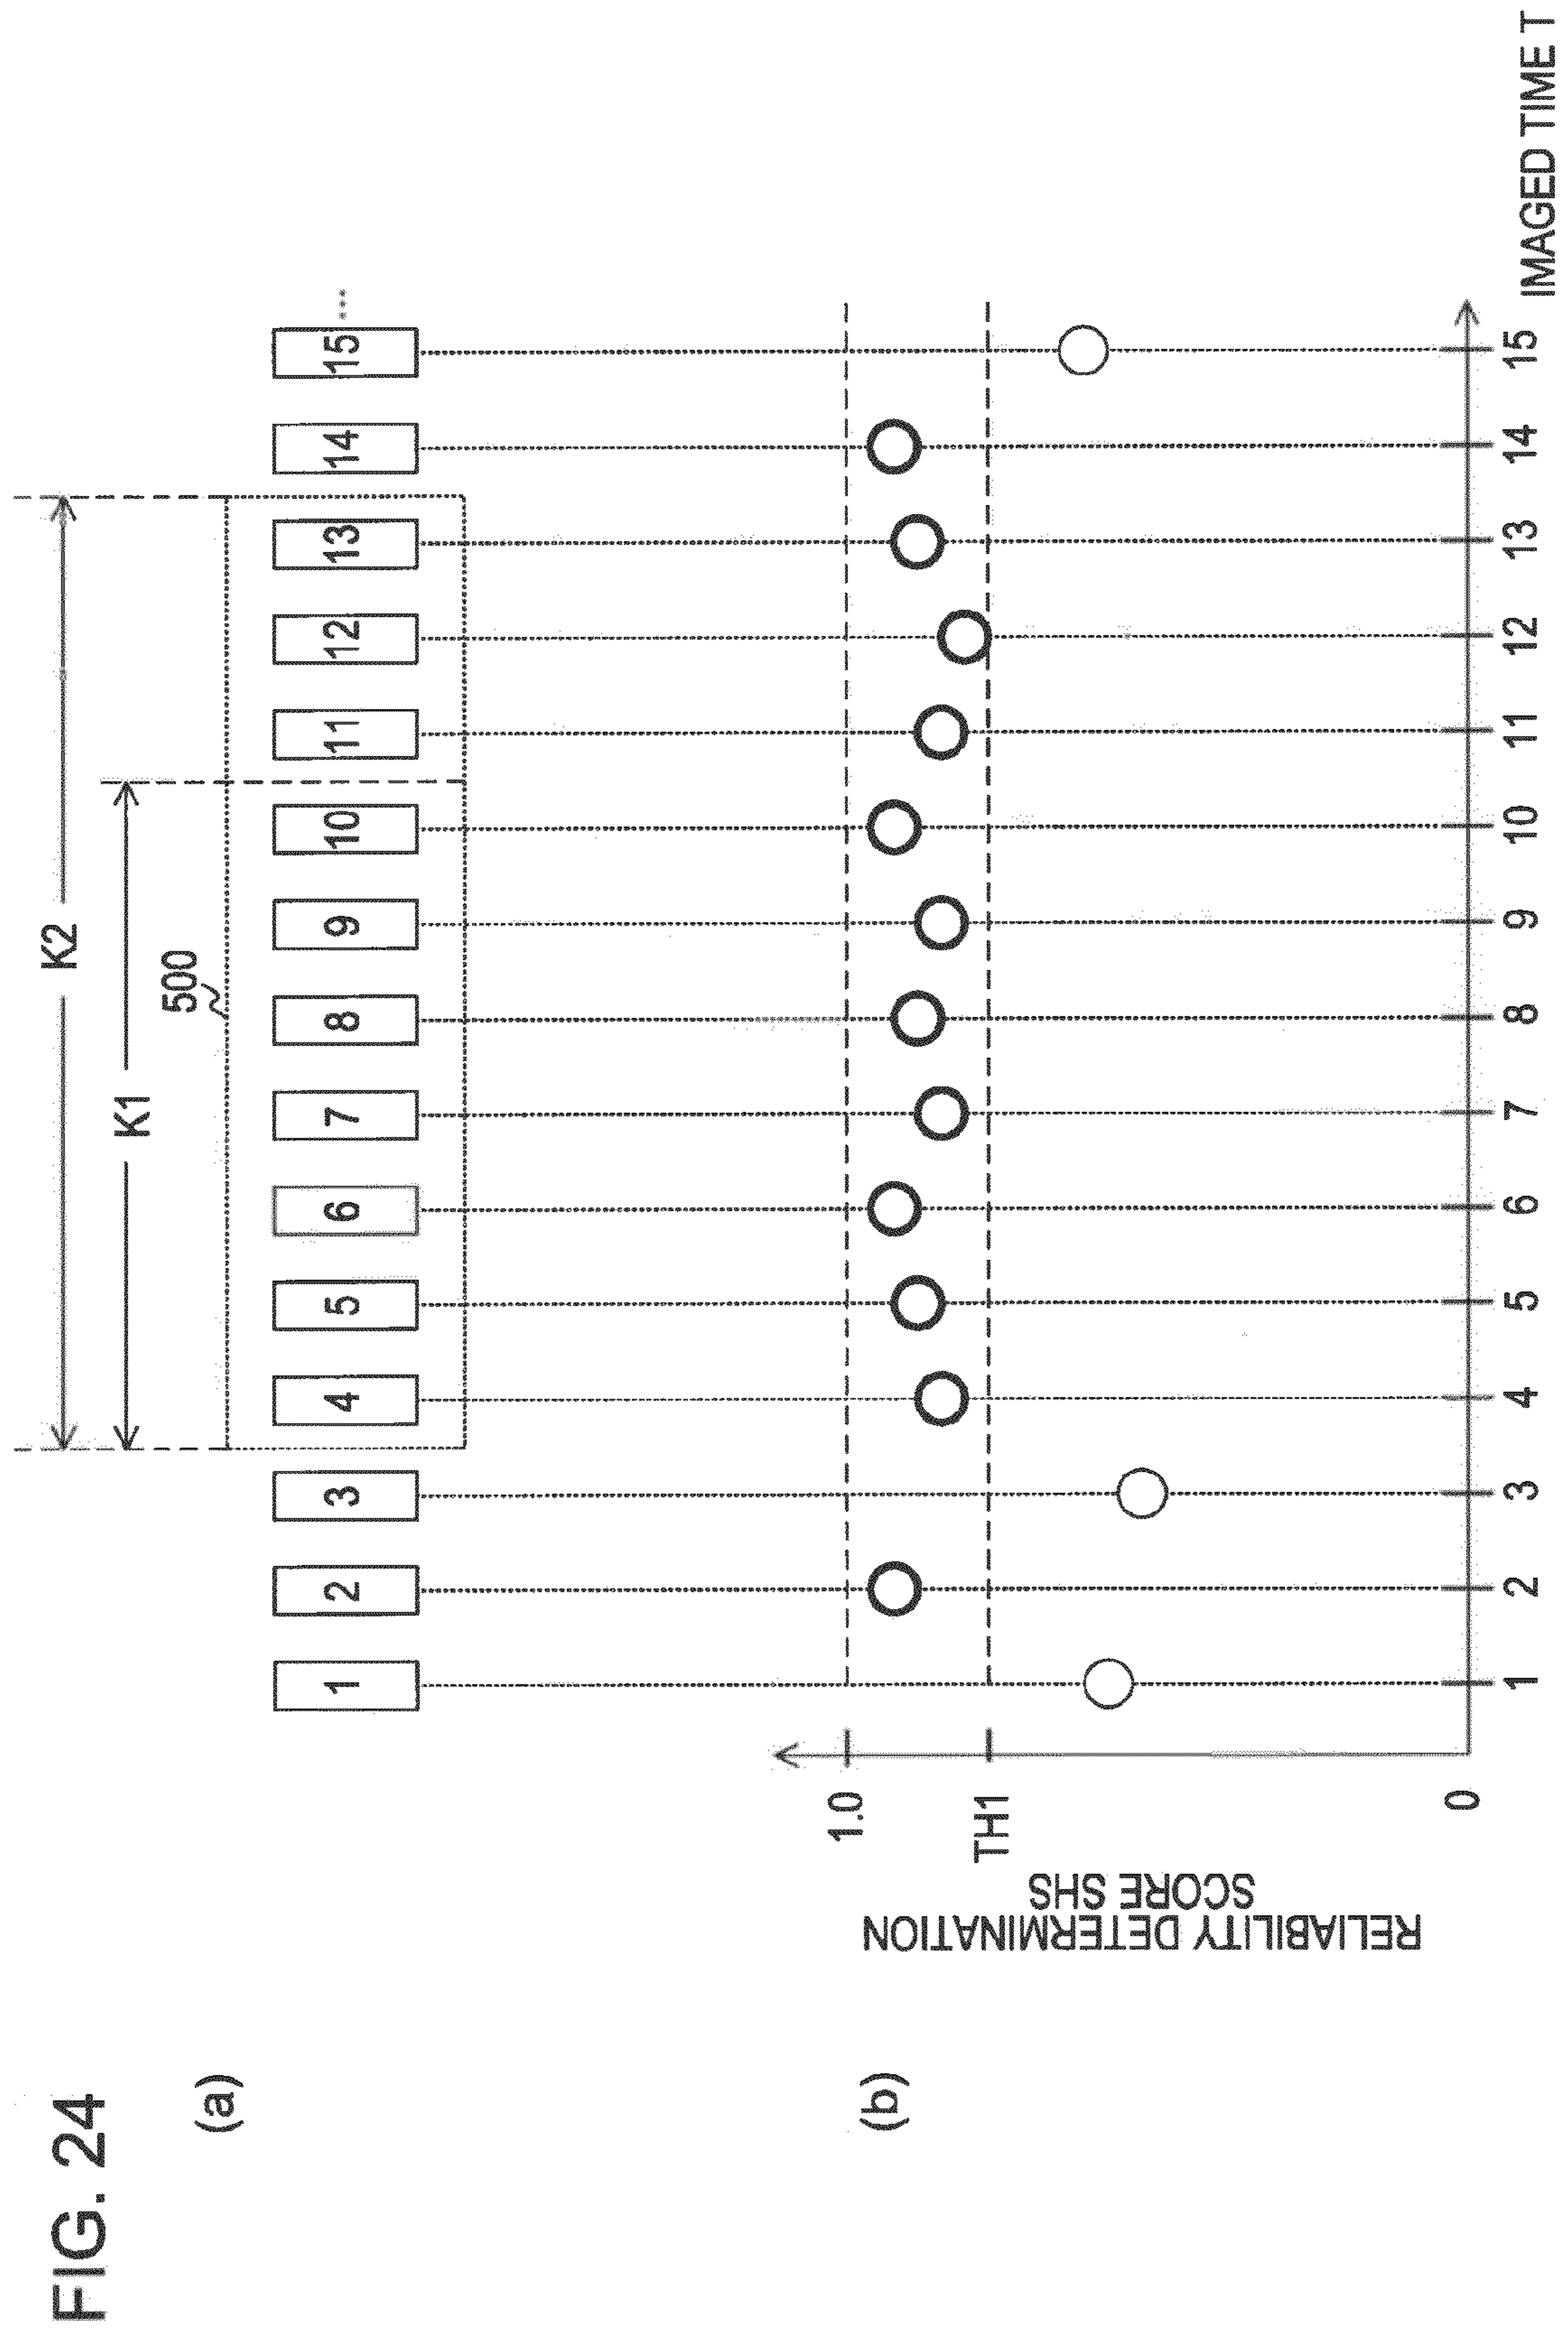 FIG. 24
(a)
K2
K1
500
1 2 3 4 5 6 7 8 9 10 11 12 13 14 15 ...
(b)
RELIABILITY DETERMINATION
SCORE SHS
1.0
TH1
0
1 2 3 4 5 6 7 8 9 10 11 12 13 14 15
IMAGED TIME T